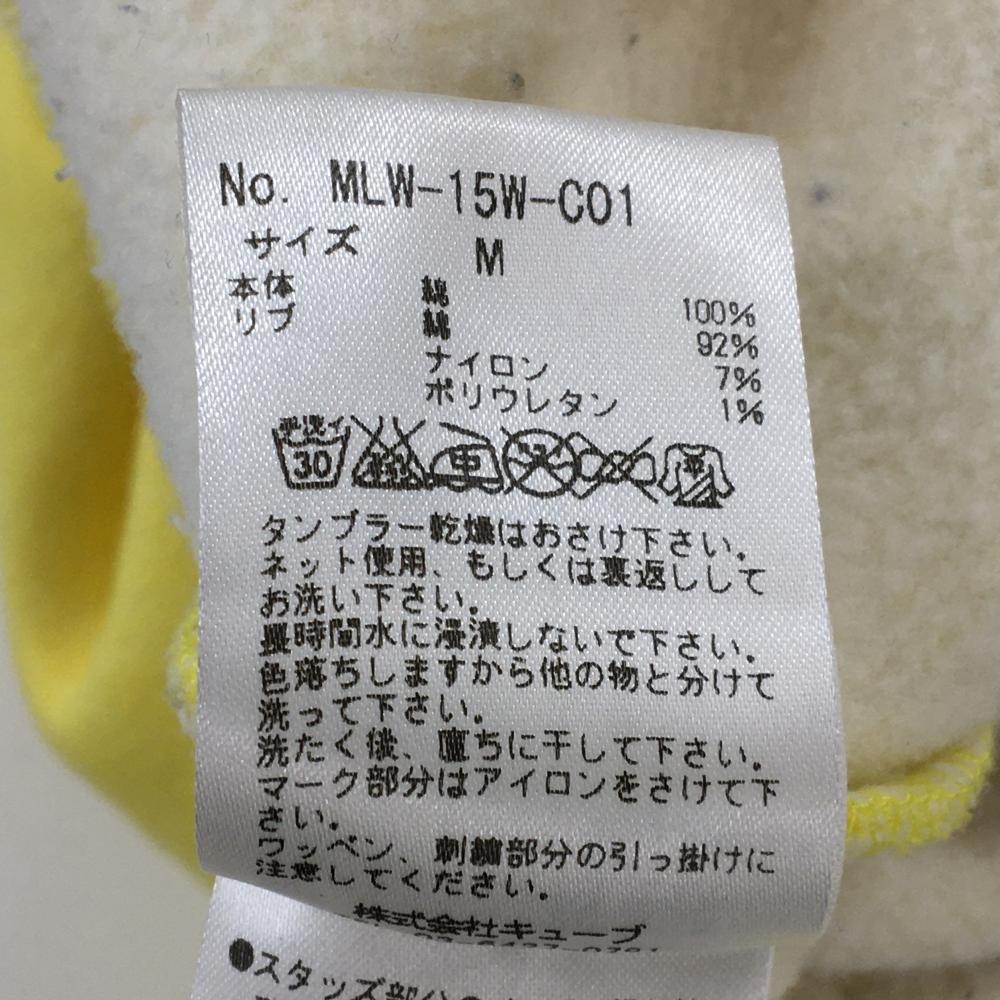 No. MLW-15W-C01
サイズ M
本体 綿 100%
リブ 綿 92%
ナイロン 7%
ポリウレタン 1%
手洗イ
30
中 平
タンブラー乾燥はおさけ下さい。
ネット使用、もしくは裏返しして
お洗い下さい。
長時間水に浸漬しないで下さい。
色落ちしますから他の物と分けて
洗って下さい。
洗たく後、直ちに干して下さい。
マーク部分はアイロンをさけて下
さい。
ワッペン、刺繍部分の引っ掛けに
注意してください。
株式会社キューブ
●スタッズ部分の